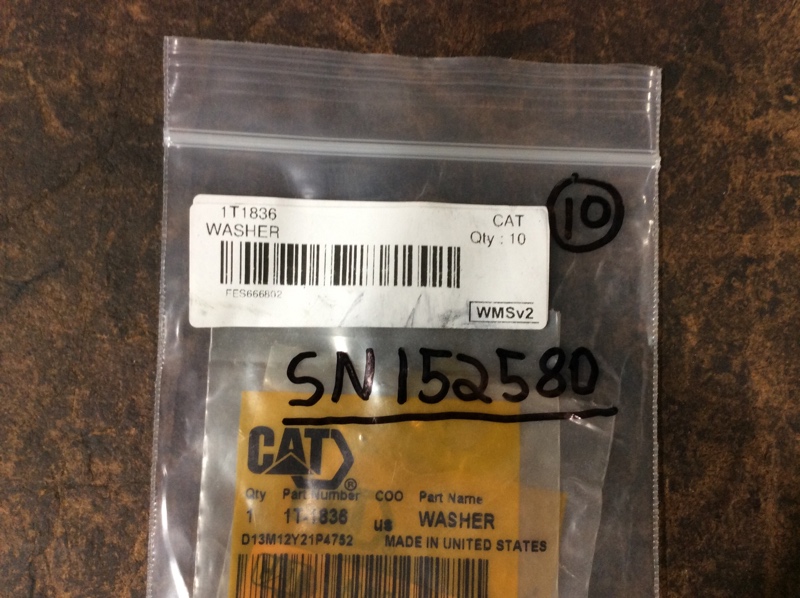 1T1836
WASHER
CAT
Qty : 10
FES666802
WMSv2
10
SN152580
CAT®
Qty Part Number COO Part Name
1 1T-1836 us WASHER
D13M12Y21P4752 MADE IN UNITED STATES